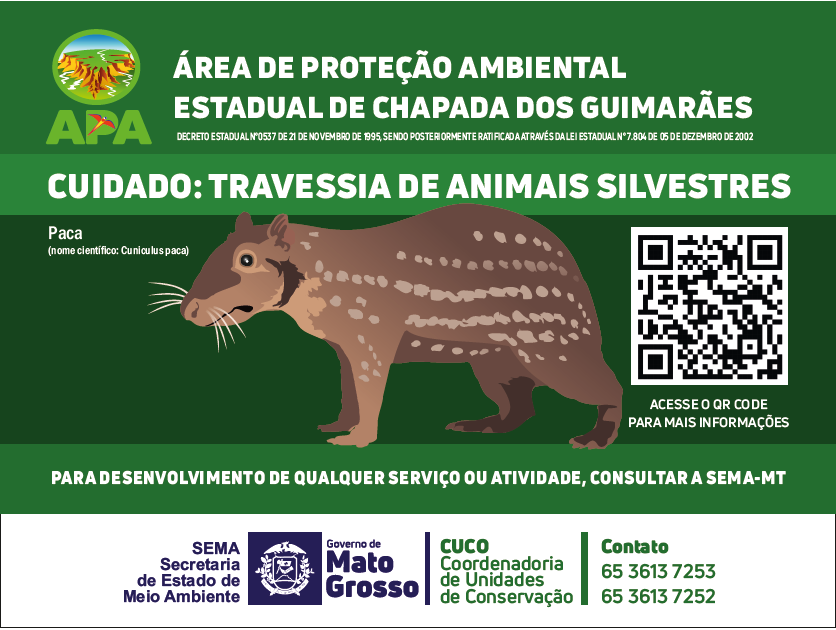 APA
ÁREA DE PROTEÇÃO AMBIENTAL
ESTADUAL DE CHAPADA DOS GUIMARÃES
DECRETO ESTADUAL N°0537 DE 21 DE NOVEMBRO DE 1995, SENDO POSTERIORMENTE RATIFICADA ATRAVÉS DA LEI ESTADUAL N° 7.804 DE 05 DE DEZEMBRO DE 2002
CUIDADO: TRAVESSIA DE ANIMAIS SILVESTRES
Paca
(nome científico: Cuniculus paca)
ACESSE O QR CODE
PARA MAIS INFORMAÇÕES
PARA DESENVOLVIMENTO DE QUALQUER SERVIÇO OU ATIVIDADE, CONSULTAR A SEMA-MT
SEMA
Secretaria
de Estado de
Meio Ambiente
Governo de
Mato
Grosso
CUCO
Coordenadoria
de Unidades
de Conservação
Contato
65 3613 7253
65 3613 7252